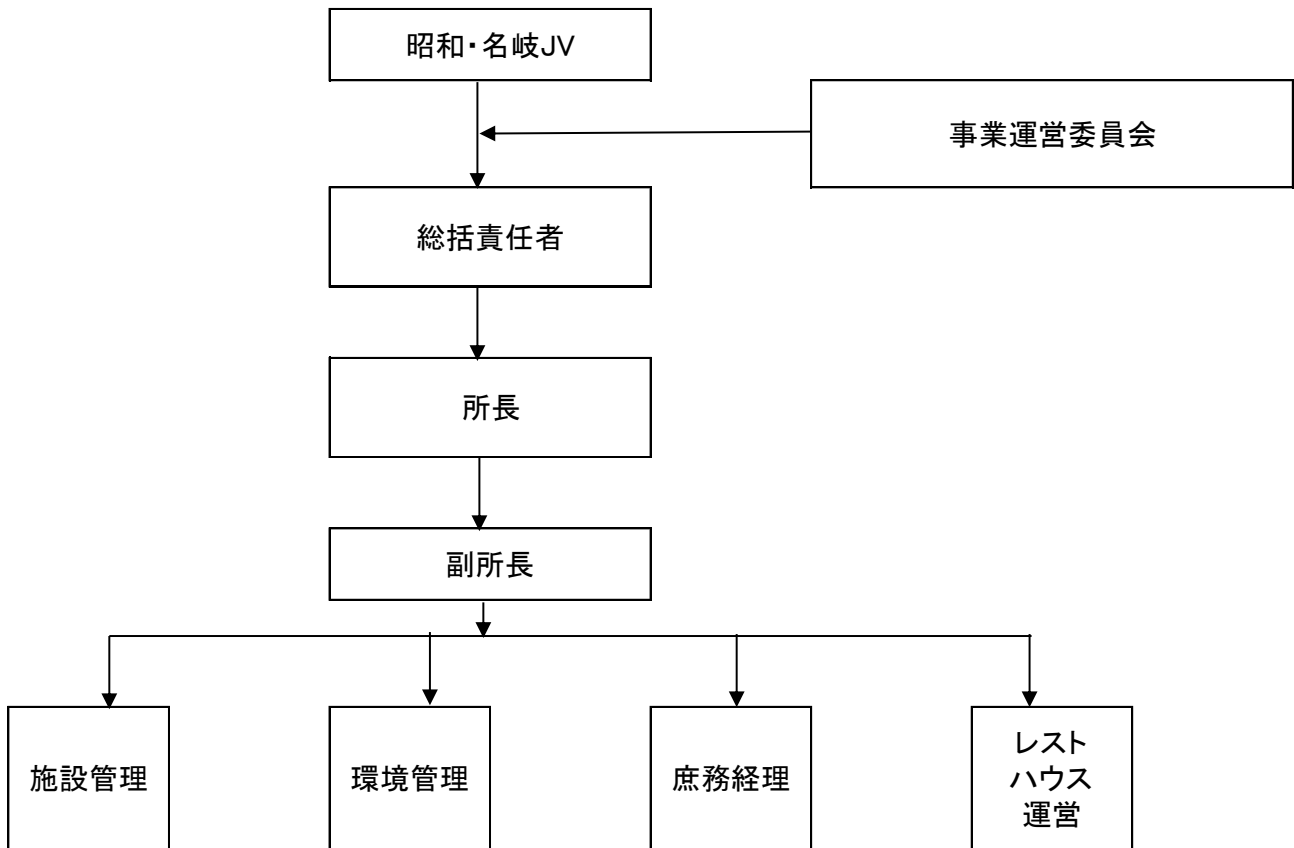 昭和・名岐JV
事業運営委員会
総括責任者
所長
副所長
施設管理
環境管理
庶務経理
レスト
ハウス
運営